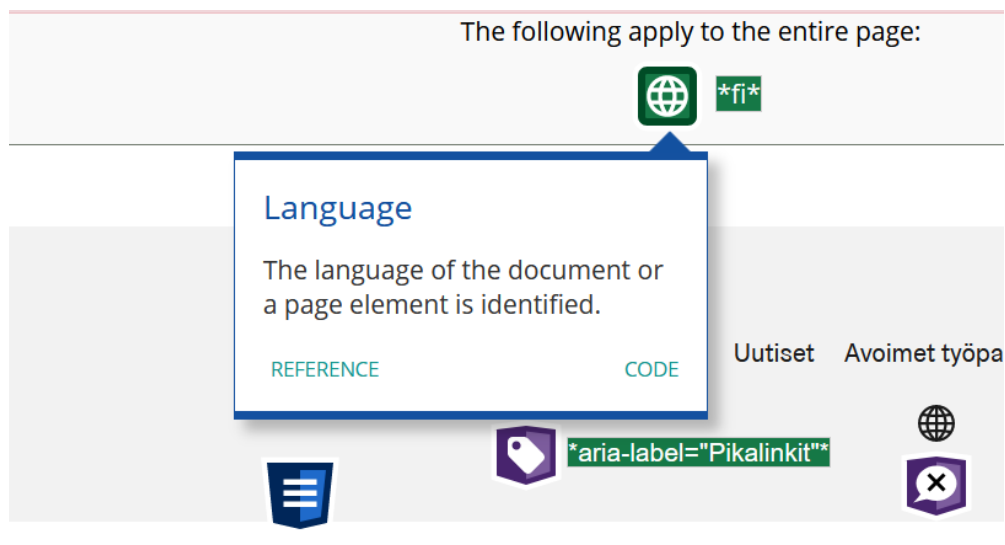 The following apply to the entire page:
*fi*
Language
The language of the document or
a page element is identified.
REFERENCE CODE
Uutiset Avoimet työpa
*aria-label="Pikalinkit"*